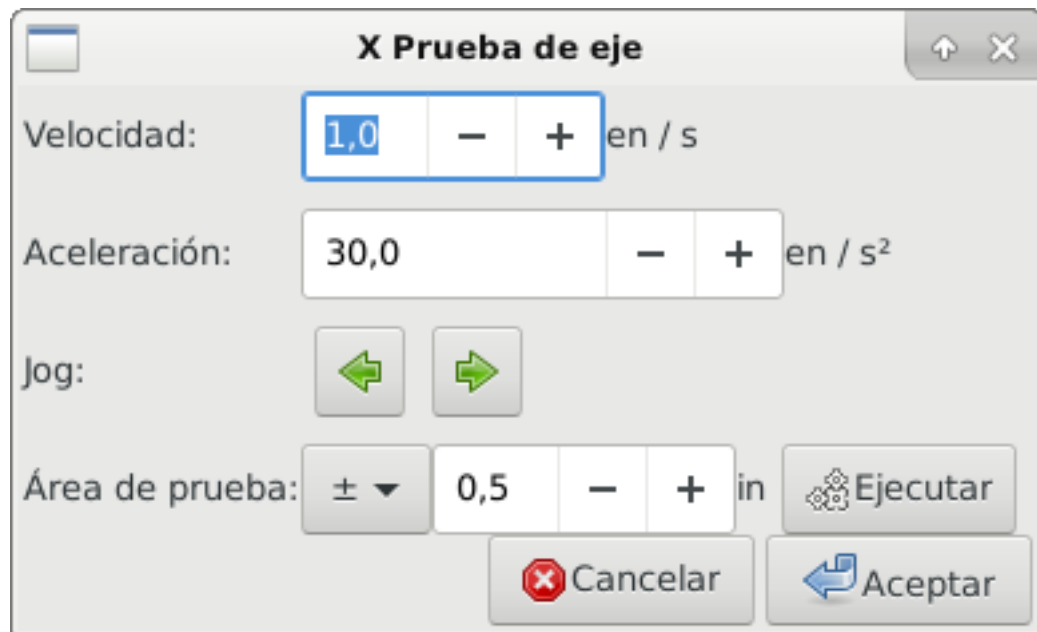 X Prueba de eje
Velocidad: 1,0 − + en / s
Aceleración: 30,0 − + en / s²
Jog:
Área de prueba: ± 0,5 − + in Ejecutar
Cancelar Aceptar